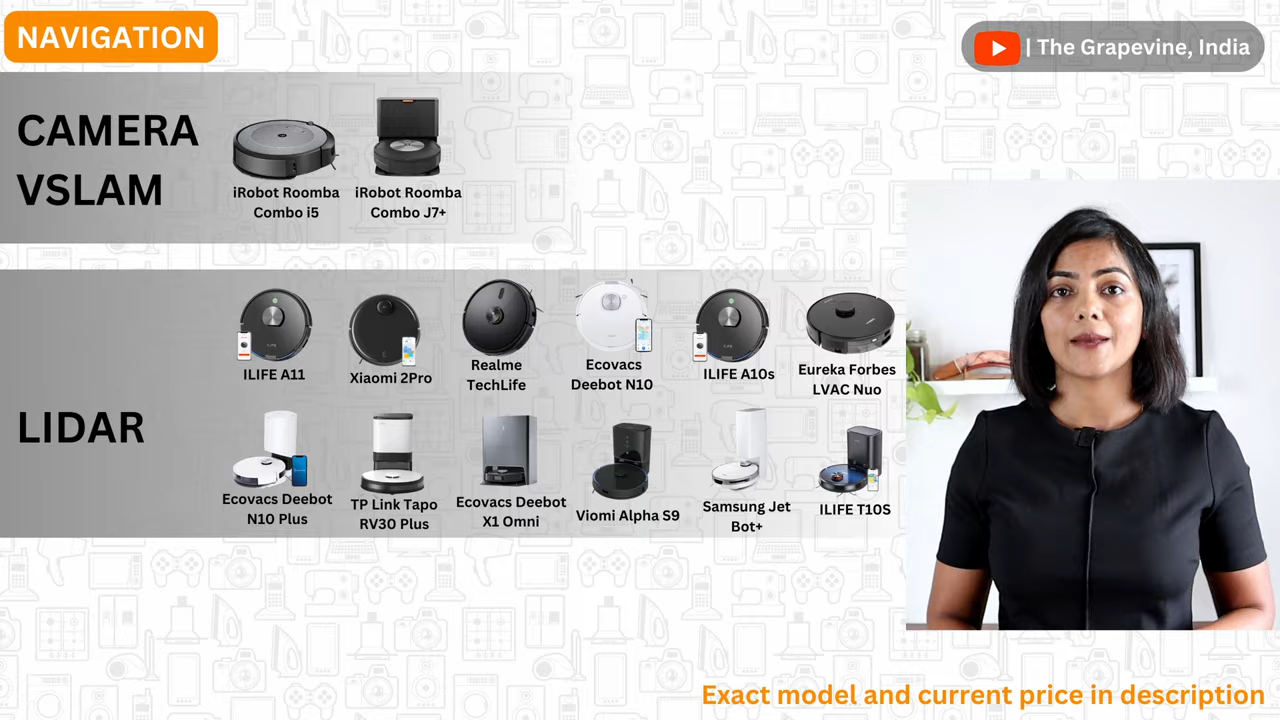 NAVIGATION
| The Grapevine, India
CAMERA
VSLAM
iRobot Roomba
Combo i5
iRobot Roomba
Combo J7+
LIDAR
ILIFE A11
Xiaomi 2Pro
Realme
TechLife
Ecovacs
Deebot N10
ILIFE A10s
Eureka Forbes
LVAC Nuo
Ecovacs Deebot
N10 Plus
TP Link Tapo
RV30 Plus
Ecovacs Deebot
X1 Omni
Viomi Alpha S9
Samsung Jet
Bot+
ILIFE T10S
Exact model and current price in description